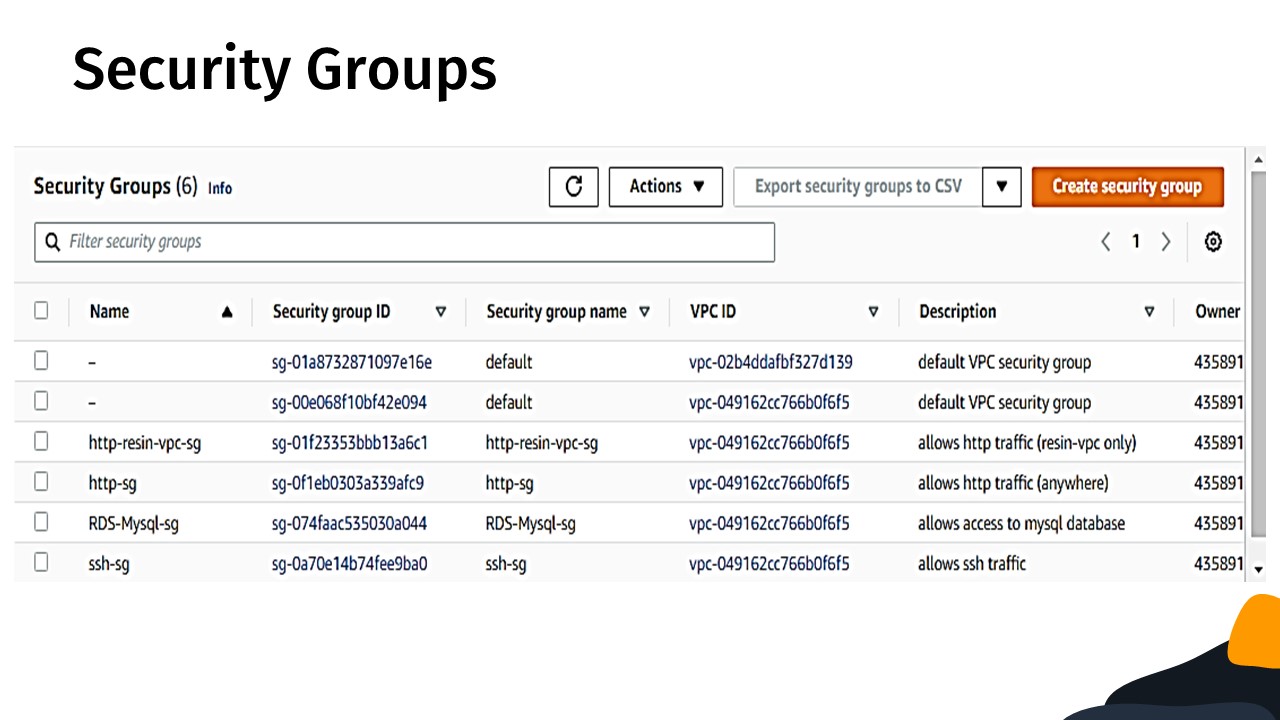 Security Groups
Security Groups (6) Info
Actions
Export security groups to CSV
Create security group
Filter security groups
1
Name Security group ID Security group name VPC ID Description Owner
– sg-01a8732871097e16e default vpc-02b4ddafbf327d139 default VPC security group 435891
– sg-00e068f10bf42e094 default vpc-049162cc766b0f6f5 default VPC security group 435891
http-resin-vpc-sg sg-01f23353bbb13a6c1 http-resin-vpc-sg vpc-049162cc766b0f6f5 allows http traffic (resin-vpc only) 435891
http-sg sg-0f1eb0303a339afc9 http-sg vpc-049162cc766b0f6f5 allows http traffic (anywhere) 435891
RDS-Mysql-sg sg-074faac535030a044 RDS-Mysql-sg vpc-049162cc766b0f6f5 allows access to mysql database 435891
ssh-sg sg-0a70e14b74fee9ba0 ssh-sg vpc-049162cc766b0f6f5 allows ssh traffic 435891